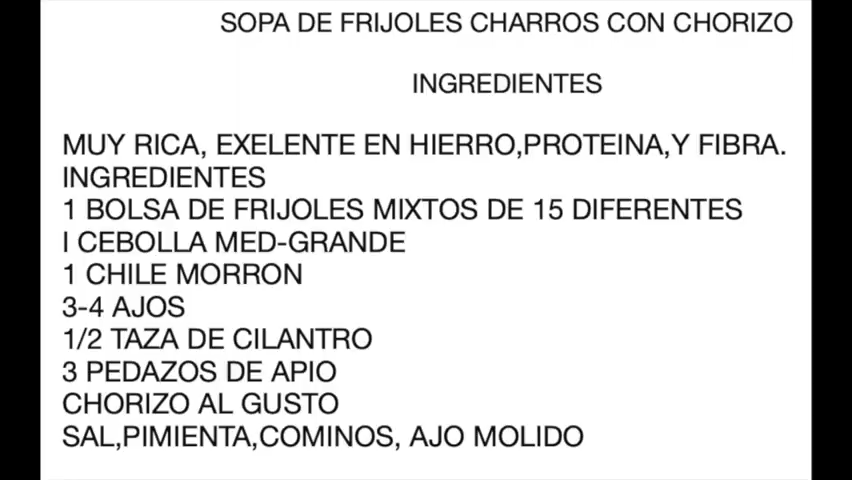 SOPA DE FRIJOLES CHARROS CON CHORIZO
INGREDIENTES
MUY RICA, EXELENTE EN HIERRO,PROTEINA,Y FIBRA.
INGREDIENTES
1 BOLSA DE FRIJOLES MIXTOS DE 15 DIFERENTES
I CEBOLLA MED-GRANDE
1 CHILE MORRON
3-4 AJOS
1/2 TAZA DE CILANTRO
3 PEDAZOS DE APIO
CHORIZO AL GUSTO
SAL,PIMIENTA,COMINOS, AJO MOLIDO